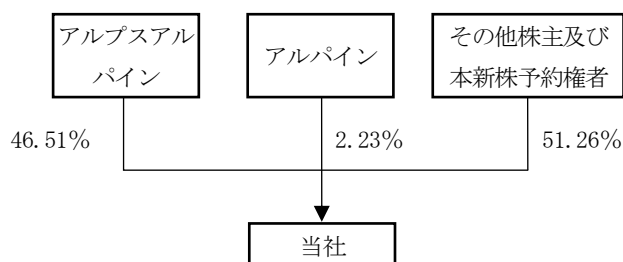 アルプスアル
パイン
アルパイン
その他株主及び
本新株予約権者
46.51%
2.23%
51.26%
当社